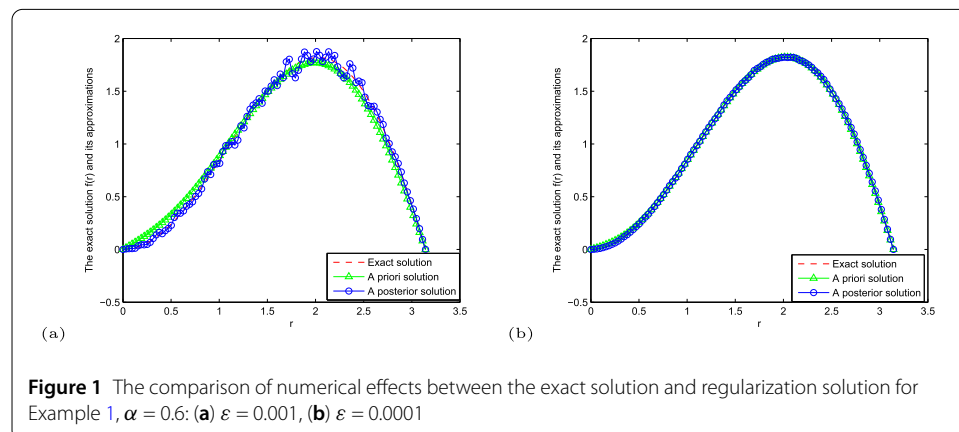 The exact solution f(r) and its approximations
2
1.5
1
0.5
0
−0.5
0 0.5 1 1.5 2 2.5 3 3.5
r
Exact solution
A priori solution
A posterior solution
(a)
The exact solution f(r) and its approximations
2
1.5
1
0.5
0
−0.5
0 0.5 1 1.5 2 2.5 3 3.5
r
Exact solution
A priori solution
A posterior solution
(b)
Figure 1 The comparison of numerical effects between the exact solution and regularization solution for
Example 1, α = 0.6: (a) ε = 0.001, (b) ε = 0.0001